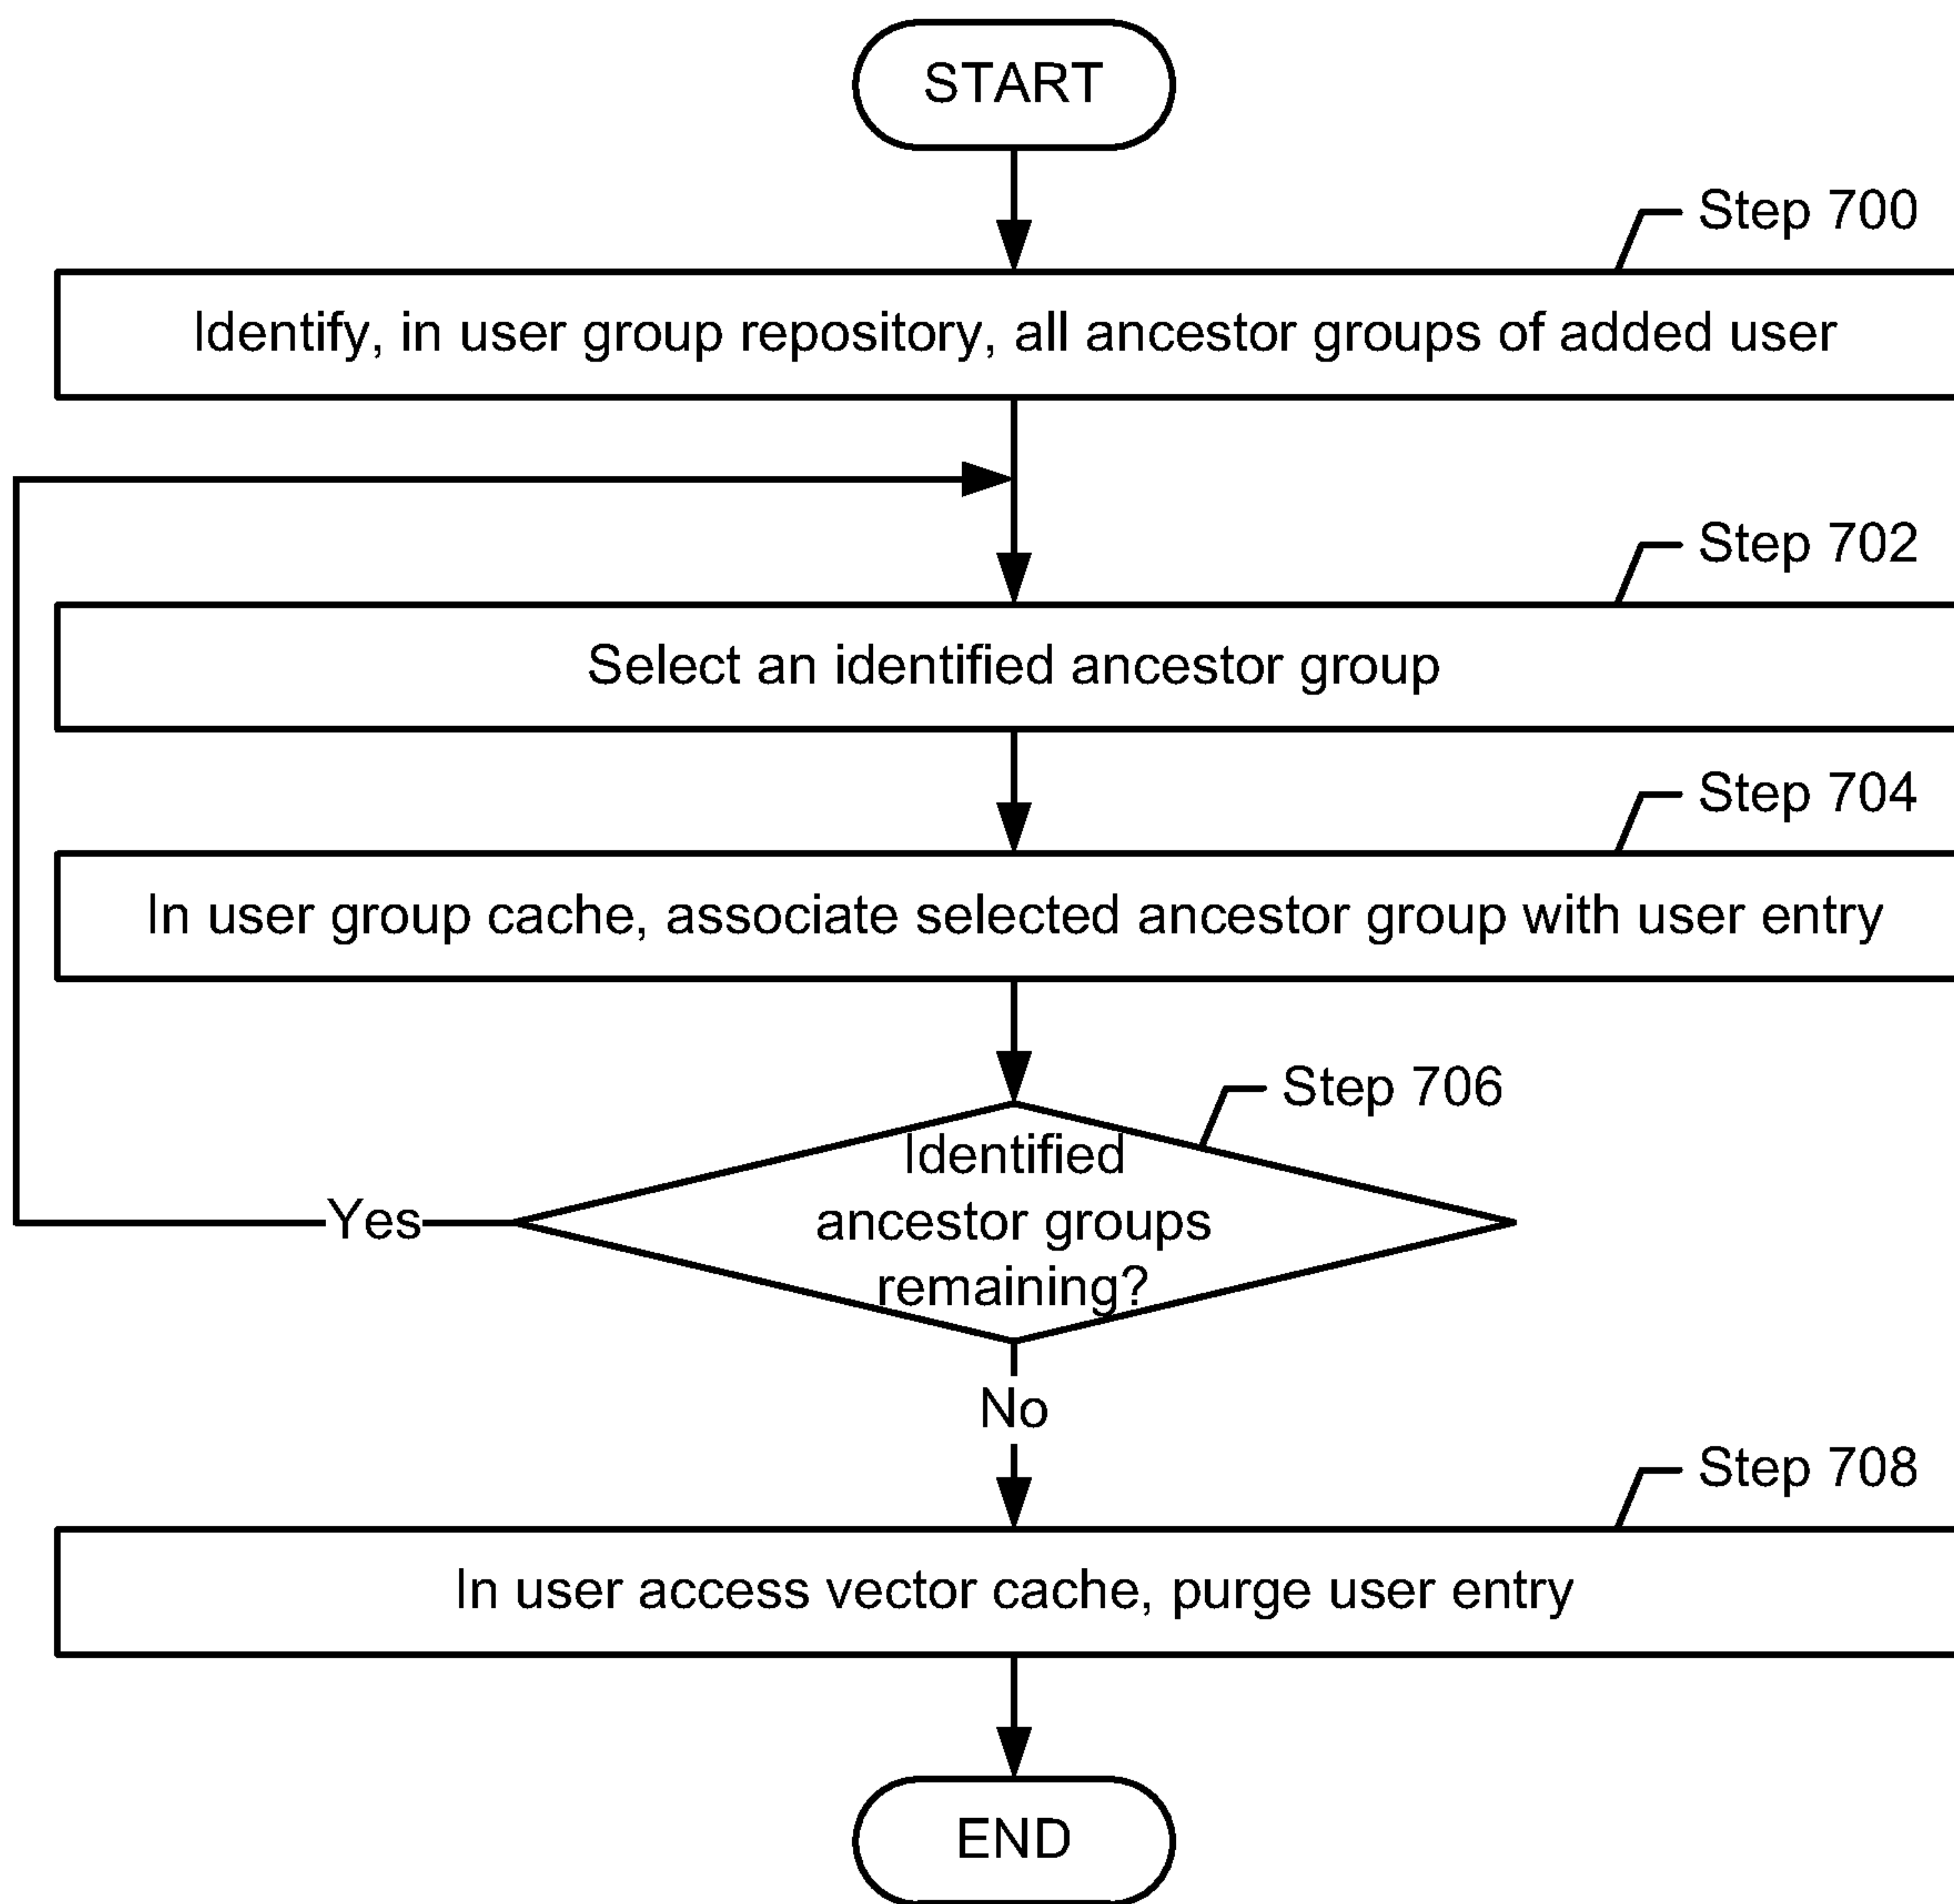 START
Step 700
Identify, in user group repository, all ancestor groups of added user
Step 702
Select an identified ancestor group
Step 704
In user group cache, associate selected ancestor group with user entry
Step 706
Identified
ancestor groups
remaining?
Yes
No
Step 708
In user access vector cache, purge user entry
END